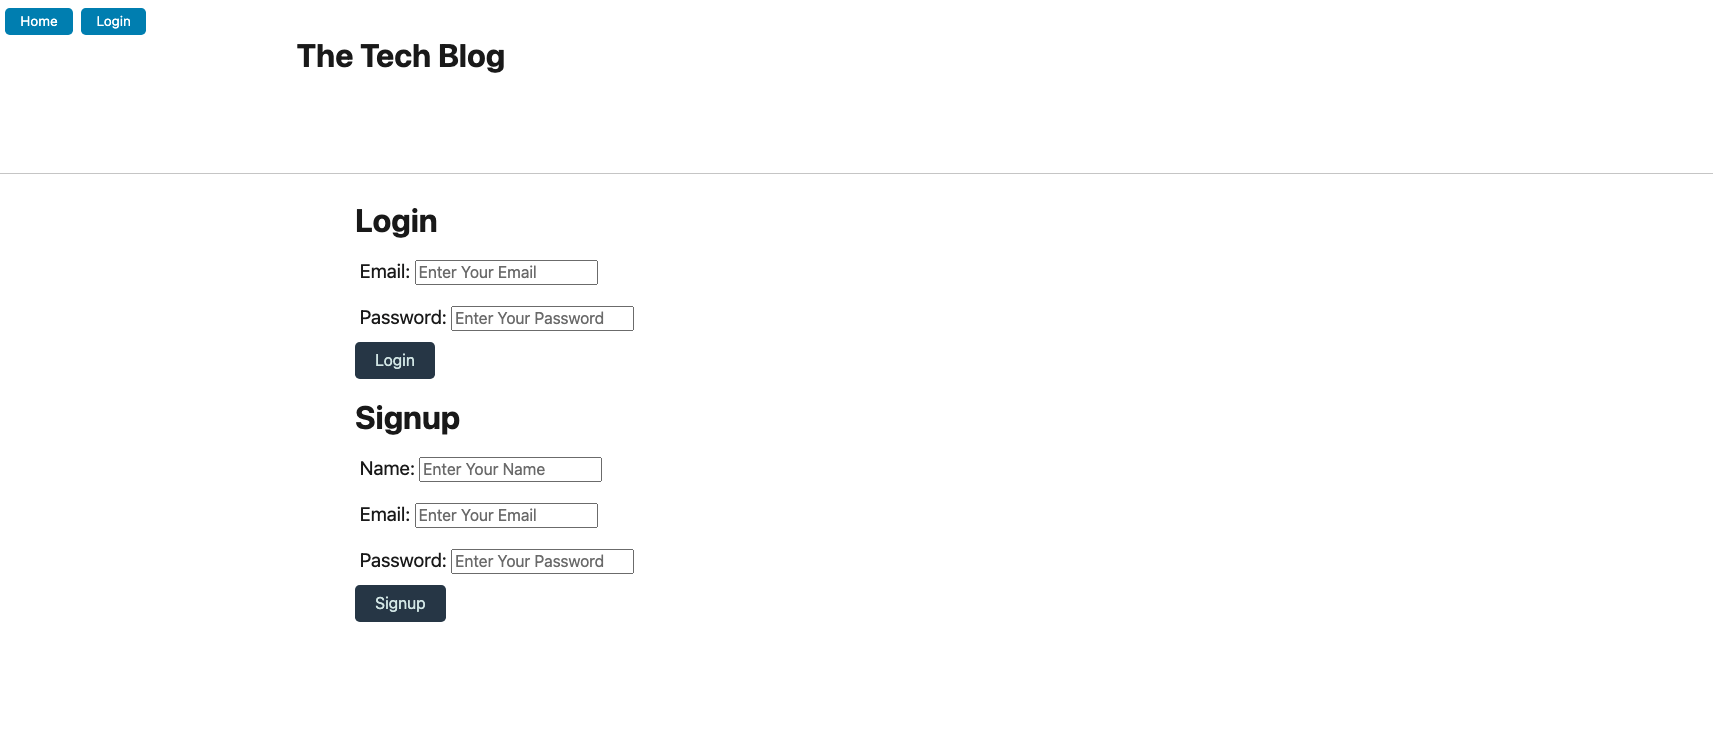 Home Login
The Tech Blog
Login
Email: Enter Your Email
Password: Enter Your Password
Login
Signup
Name: Enter Your Name
Email: Enter Your Email
Password: Enter Your Password
Signup